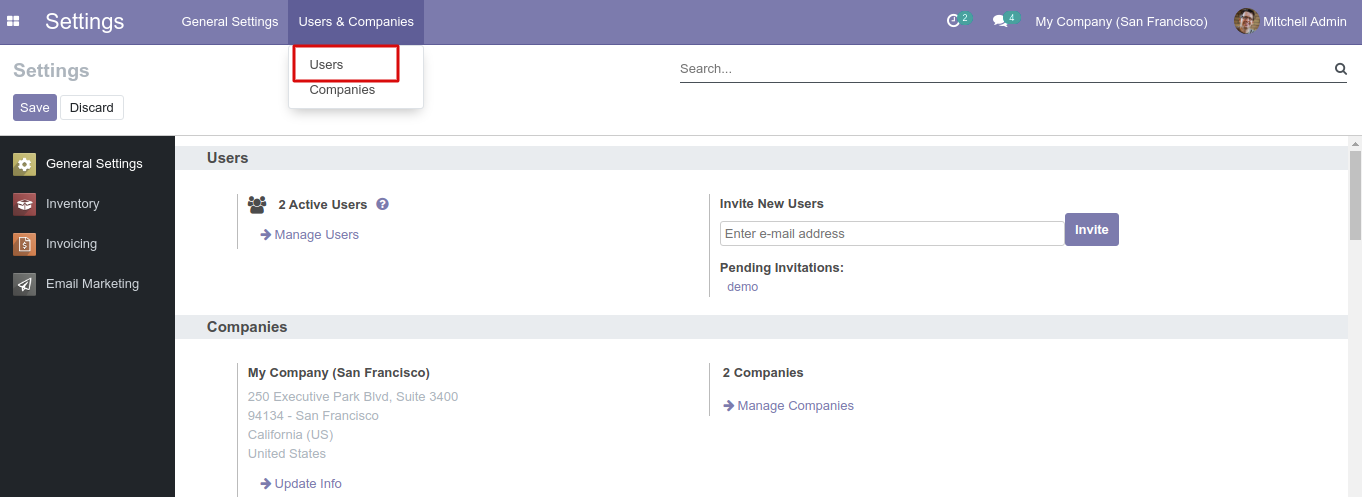 Settings General Settings Users & Companies 2 4 My Company (San Francisco) Mitchell Admin
Users
Companies
Settings
Search...
Save Discard
General Settings
Inventory
Invoicing
Email Marketing
Users
2 Active Users ?
Manage Users
Invite New Users
Enter e-mail address Invite
Pending Invitations:
demo
Companies
My Company (San Francisco)
250 Executive Park Blvd, Suite 3400
94134 - San Francisco
California (US)
United States
Update Info
2 Companies
Manage Companies